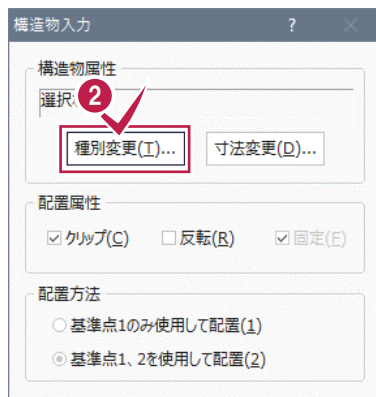 構造物入力 ?
構造物属性
選択
2
種別変更(T)... 寸法変更(D)...
配置属性
クリップ(C) 反転(R) 固定(F)
配置方法
基準点1のみ使用して配置(1)
基準点1、2を使用して配置(2)